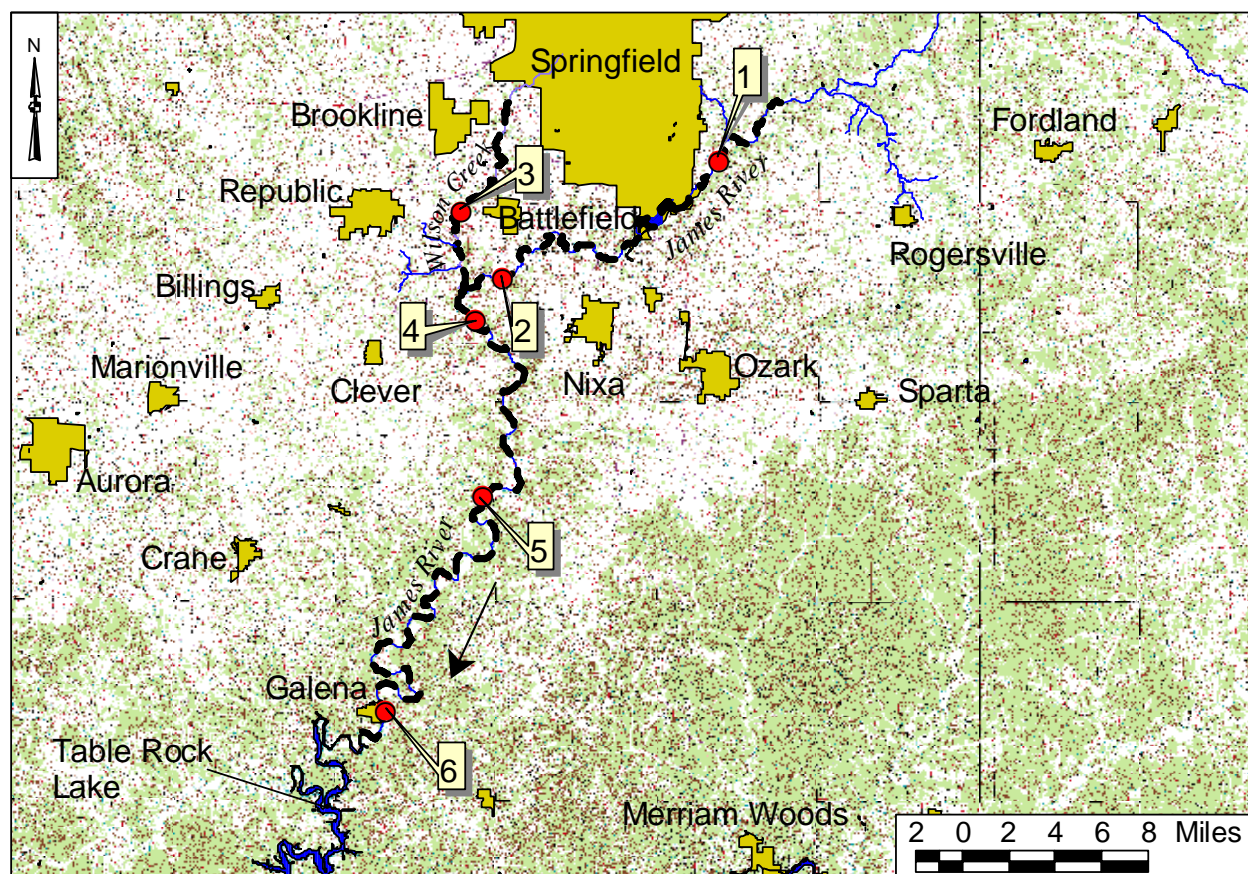 N
Springfield
1
Brookline
Fordland
Wilson Creek
3
Republic
Battlefield
James River
Rogersville
Billings
4
2
Marionville
Clever
Nixa
Ozark
Sparta
Aurora
5
Crahe
James River
Galena
6
Table Rock
Lake
Merriam Woods
2 0 2 4 6 8 Miles